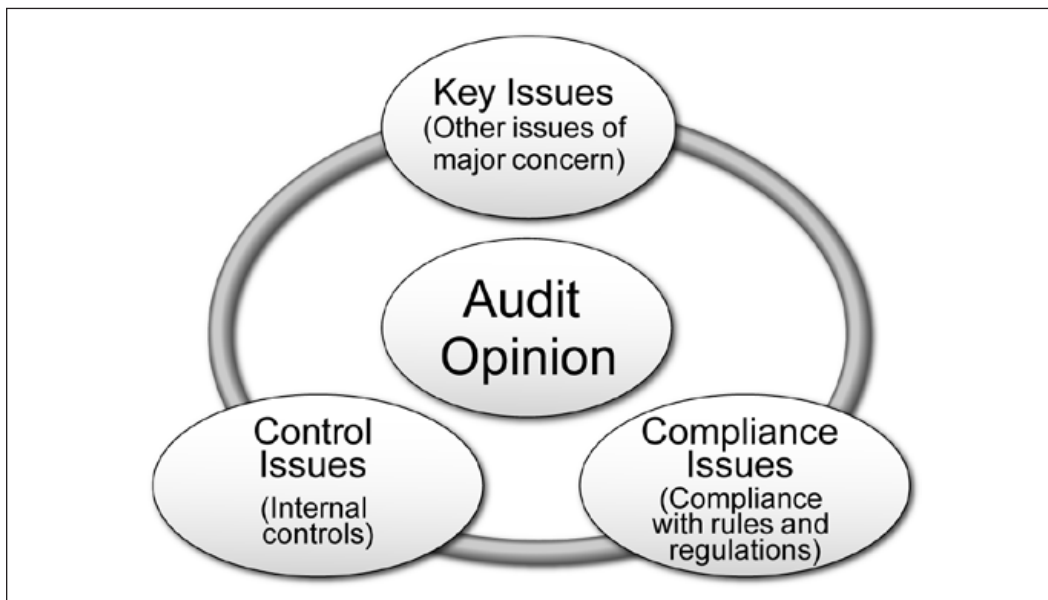 Key Issues
(Other issues of
major concern)
Audit
Opinion
Control
Issues
(Internal
controls)
Compliance
Issues
(Compliance
with rules and
regulations)